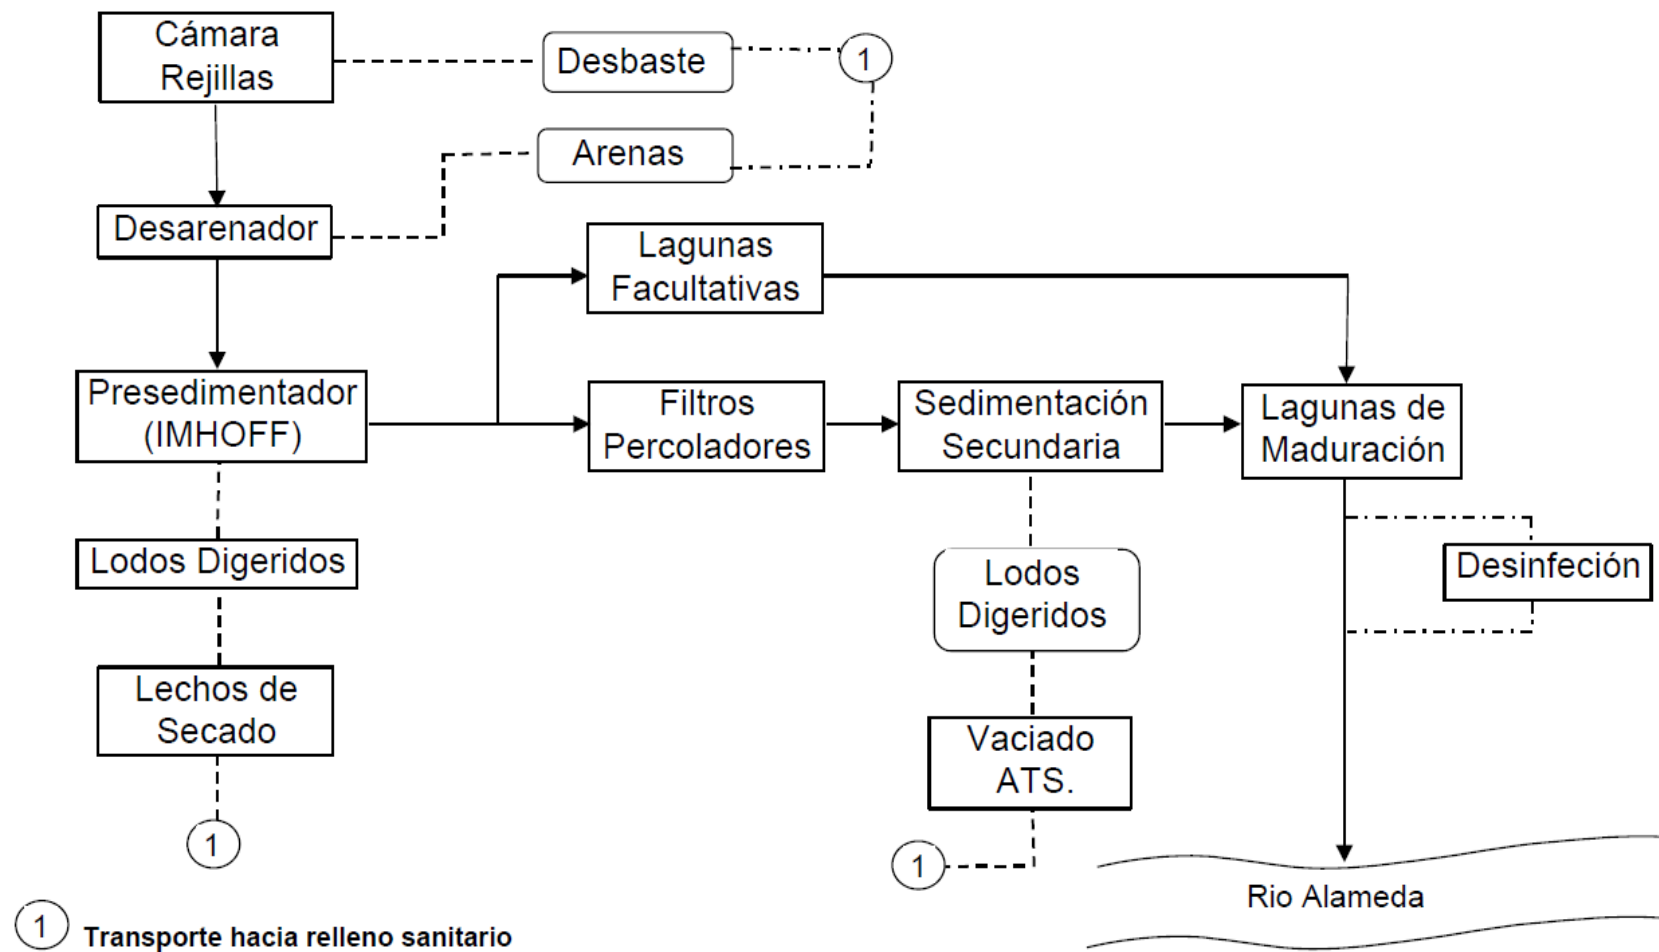 Cámara
Rejillas
Desbaste
1
Arenas
Desarenador
Lagunas
Facultativas
Presedimentador
(IMHOFF)
Filtros
Percoladores
Sedimentación
Secundaria
Lagunas de
Maduración
Lodos Digeridos
Lodos
Digeridos
Desinfeción
Lechos de
Secado
Vaciado
ATS.
1
1
Rio Alameda
1 Transporte hacia relleno sanitario